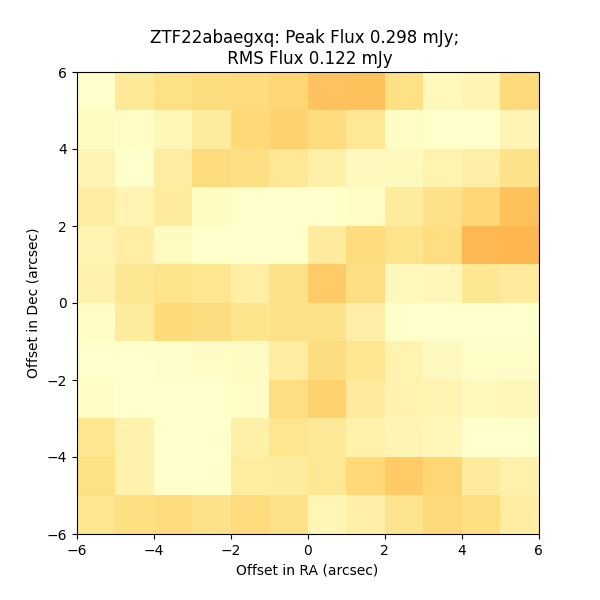 ZTF22abaegxq: Peak Flux 0.298 mJy;
RMS Flux 0.122 mJy
6
4
2
0
−2
−4
−6
Offset in Dec (arcsec)
−6 −4 −2 0 2 4 6
Offset in RA (arcsec)